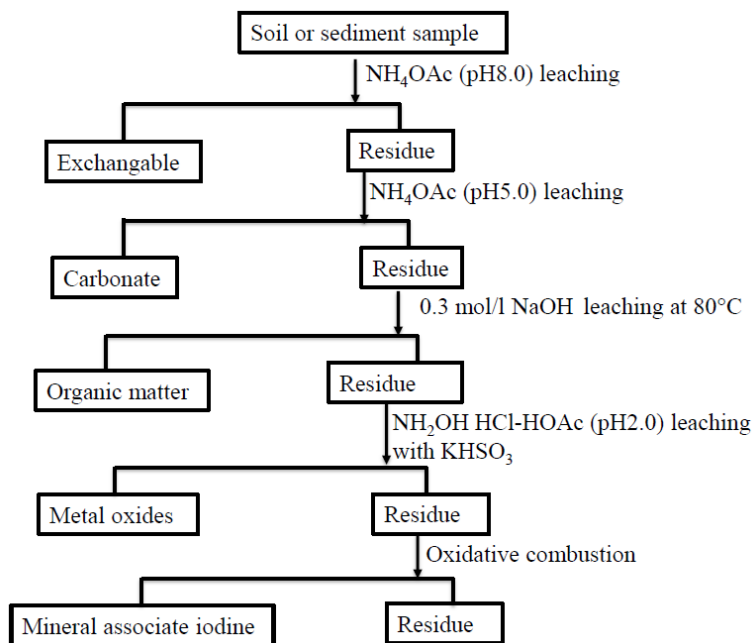 Soil or sediment sample
NH₄OAc (pH8.0) leaching
Exchangable
Residue
NH₄OAc (pH5.0) leaching
Carbonate
Residue
0.3 mol/l NaOH leaching at 80°C
Organic matter
Residue
NH₂OH HCl-HOAc (pH2.0) leaching
with KHSO₃
Metal oxides
Residue
Oxidative combustion
Mineral associate iodine
Residue